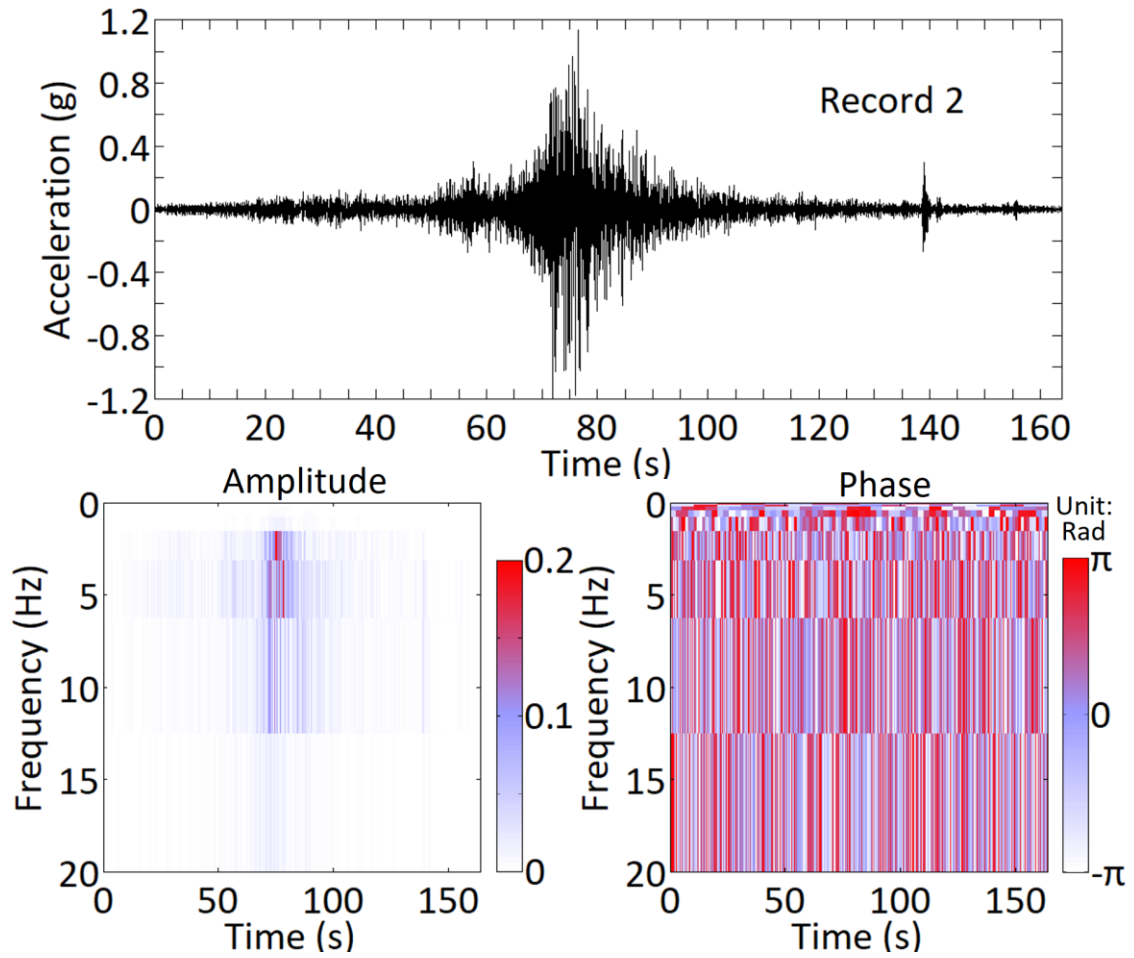 1.2
0.8
0.4
0
-0.4
-0.8
-1.2
Acceleration (g)
Record 2
0 20 40 60 80 100 120 140 160
Time (s)
Amplitude
0
5
10
15
20
Frequency (Hz)
0 50 100 150
Time (s)
0.2
0.1
0
Phase
0
5
10
15
20
Frequency (Hz)
0 50 100 150
Time (s)
Unit:
Rad
π
0
-π